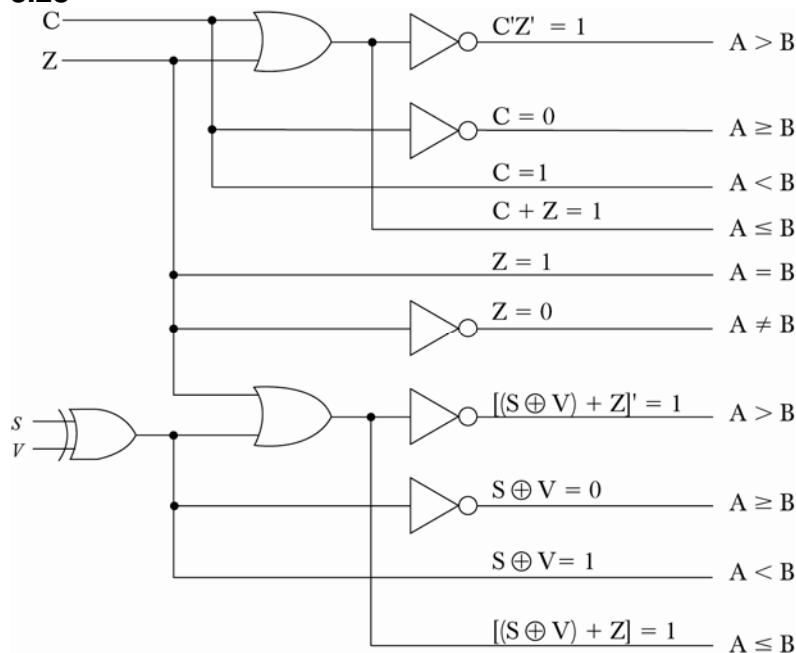 C
C'Z' = 1
A > B
Z
C = 0
A ≥ B
C =1
A < B
C + Z = 1
A ≤ B
Z = 1
A = B
Z = 0
A ≠ B
[(S ⊕ V) + Z]' = 1
A > B
S
V
S ⊕ V = 0
A ≥ B
S ⊕ V= 1
A < B
[(S ⊕ V) + Z] = 1
A ≤ B